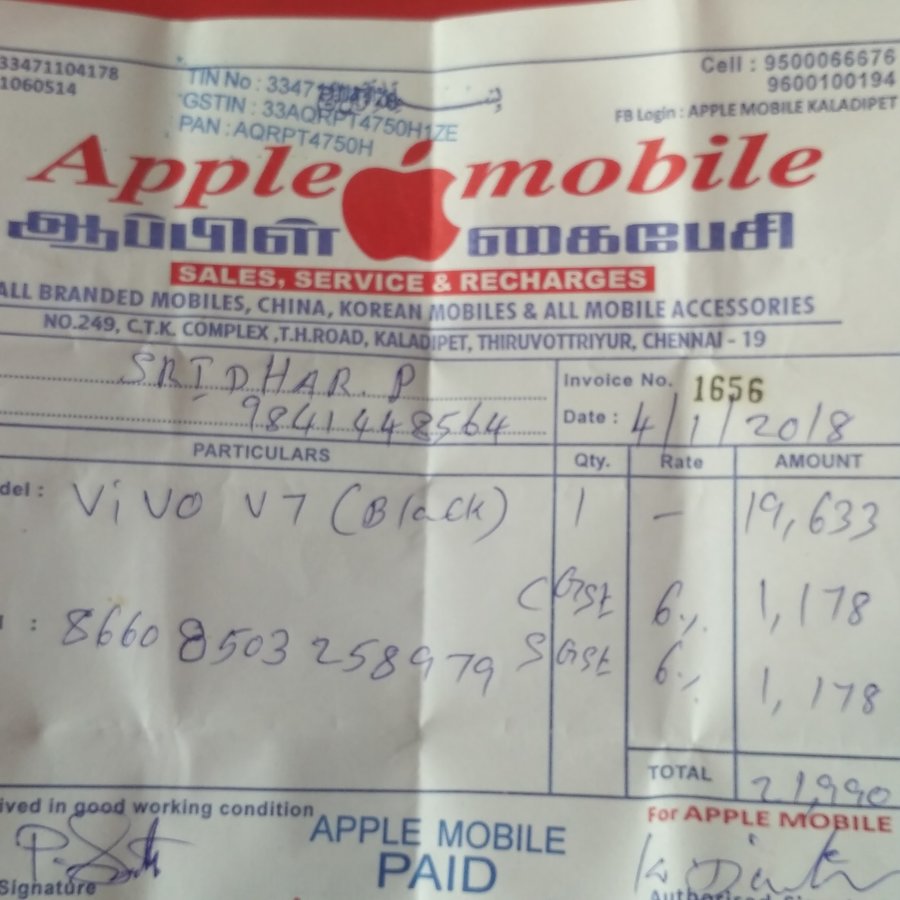 33471104178
1060514
TIN No : 33471104178
GSTIN : 33AQRPT4750H1ZE
PAN : AQRPT4750H
Cell : 9500066676
9600100194
FB Login : APPLE MOBILE KALADIPET
Apple mobile
ஆப்பிள் கைபேசி
SALES, SERVICE & RECHARGES
ALL BRANDED MOBILES, CHINA, KOREAN MOBILES & ALL MOBILE ACCESSORIES
NO.249, C.T.K. COMPLEX ,T.H.ROAD, KALADIPET, THIRUVOTTRIYUR, CHENNAI - 19
SRIDHAR. P
9841448564
Invoice No. 1656
Date : 4/1/2018
PARTICULARS Qty. Rate AMOUNT
del : ViVO V7 (Black) 1 - 19,633
CGst 6% 1,178
: 86608503258979 SGst 6% 1,178
TOTAL 21,990
ived in good working condition
For APPLE MOBILE
APPLE MOBILE
PAID
Signature